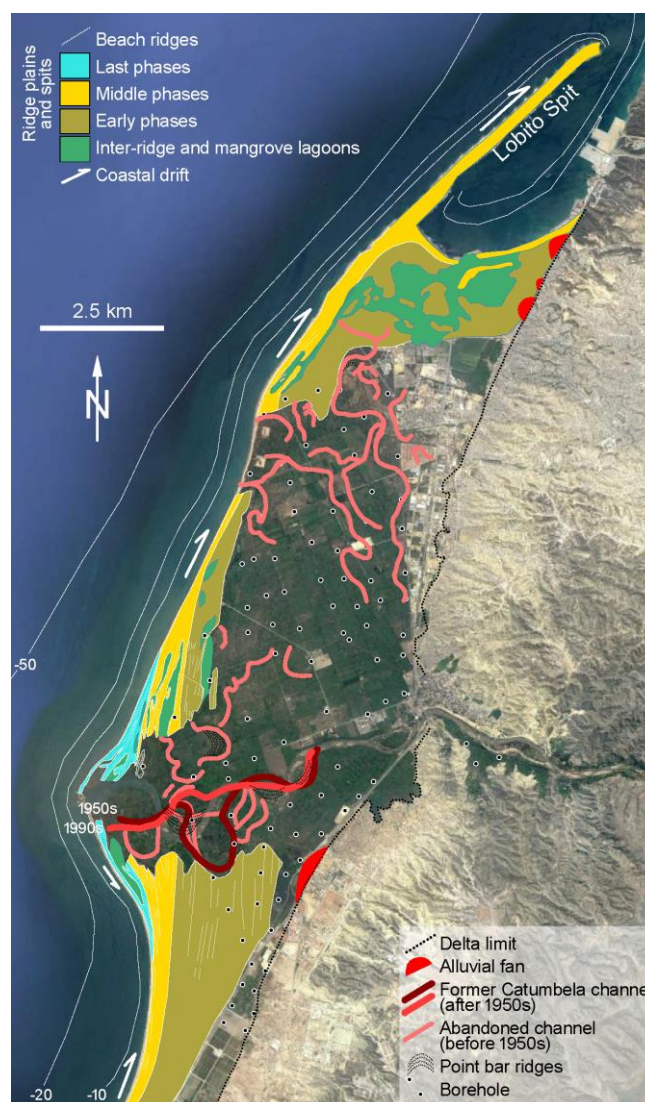 Ridge plains
and spits
Beach ridges
Last phases
Middle phases
Early phases
Inter-ridge and mangrove lagoons
Coastal drift
Lobito Spit
2.5 km
N
-50
1950s
1990s
-20
-10
Delta limit
Alluvial fan
Former Catumbela channel
(after 1950s)
Abandoned channel
(before 1950s)
Point bar ridges
Borehole